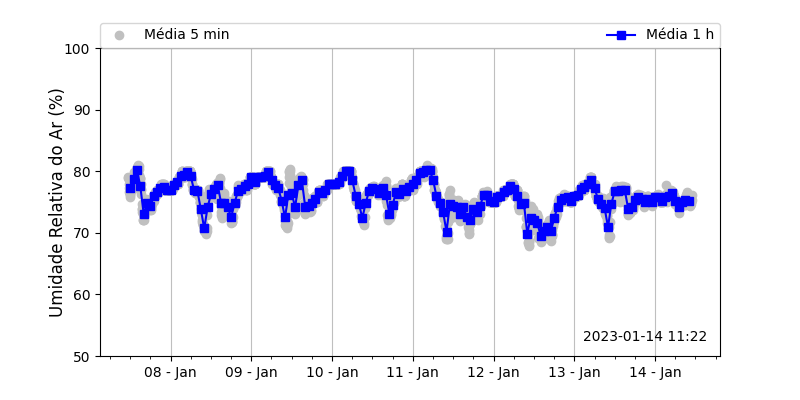 Média 5 min
Média 1 h
Umidade Relativa do Ar (%)
100
90
80
70
60
50
2023-01-14 11:22
08 - Jan
09 - Jan
10 - Jan
11 - Jan
12 - Jan
13 - Jan
14 - Jan